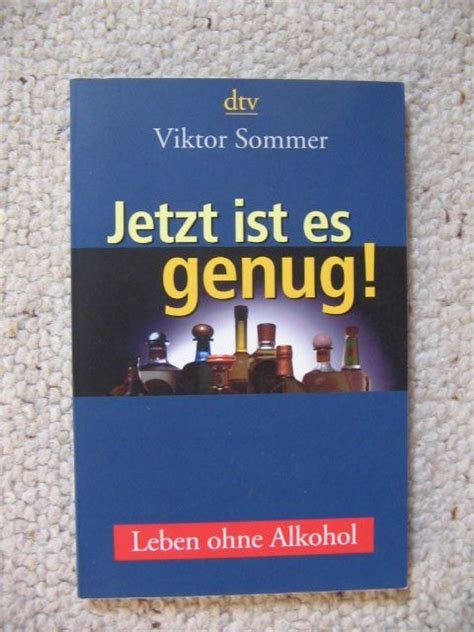 dtv
Viktor Sommer
Jetzt ist es
genug!
Leben ohne Alkohol